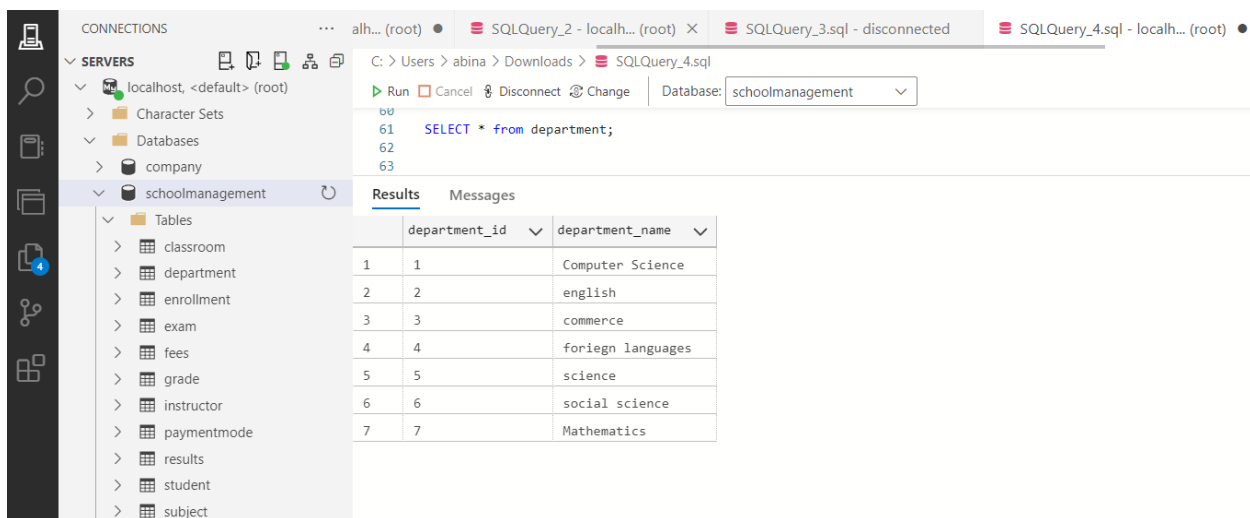 CONNECTIONS ···
SERVERS
localhost, <default> (root)
Character Sets
Databases
company
schoolmanagement
Tables
classroom
department
enrollment
exam
fees
grade
instructor
paymentmode
results
student
subject
4
alh... (root) ●
SQLQuery_2 - localh... (root)
SQLQuery_3.sql - disconnected
SQLQuery_4.sql - localh... (root) ●
C: > Users > abina > Downloads > SQLQuery_4.sql
Run Cancel Disconnect Change Database: schoolmanagement
60
61 SELECT * from department;
62
63
Results Messages
department_id department_name
1 1 Computer Science
2 2 english
3 3 commerce
4 4 foriegn languages
5 5 science
6 6 social science
7 7 Mathematics